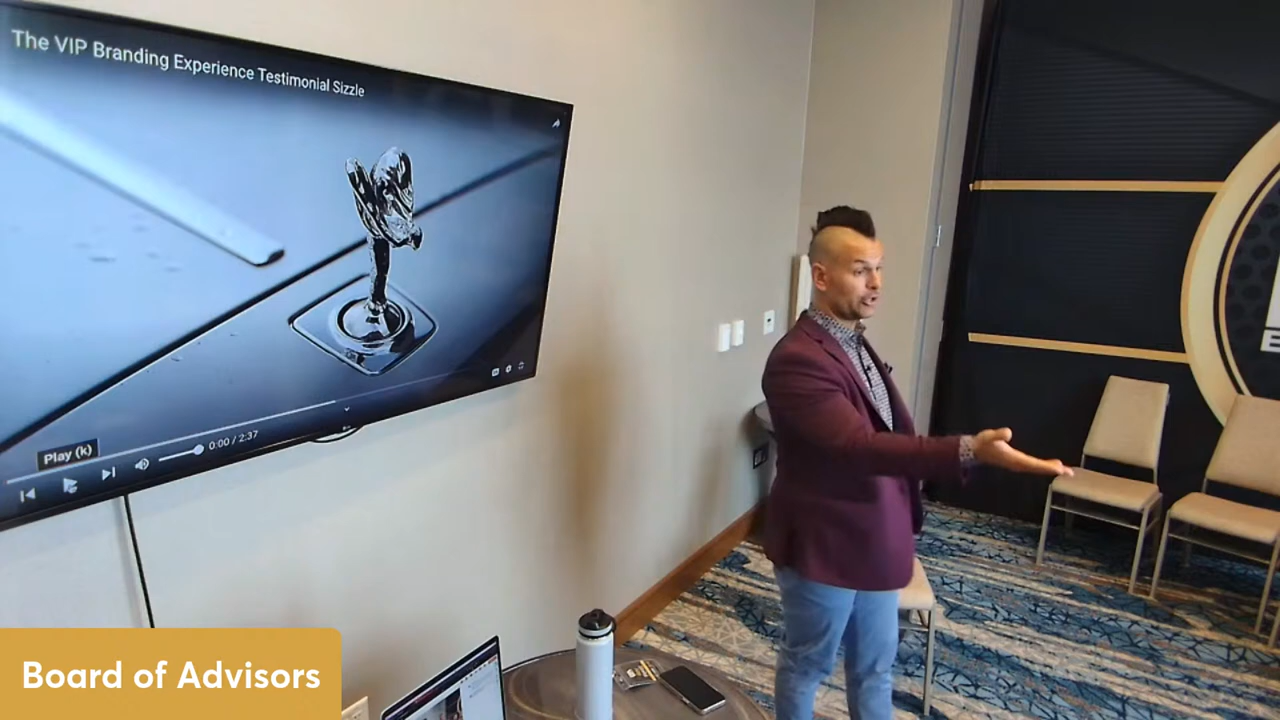 The VIP Branding Experience Testimonial Sizzle
Play (k)
0:00 / 2:37
Board of Advisors